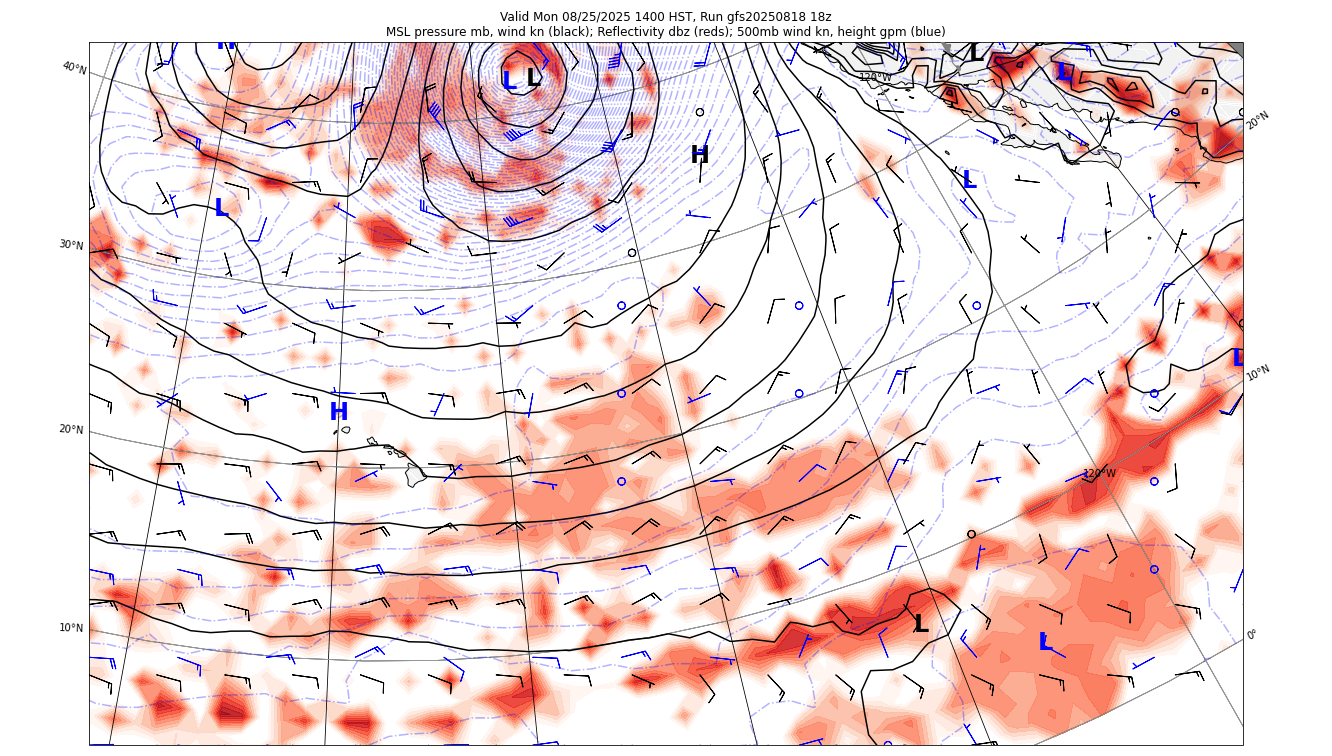 Valid Mon 08/25/2025 1400 HST, Run gfs20250818 18z
MSL pressure mb, wind kn (black); Reflectivity dbz (reds); 500mb wind kn, height gpm (blue)
H
L
L
L
L
40°N
120°W
20°N
H
L
L
30°N
L
10°N
H
20°N
120°W
10°N
L
L
0°